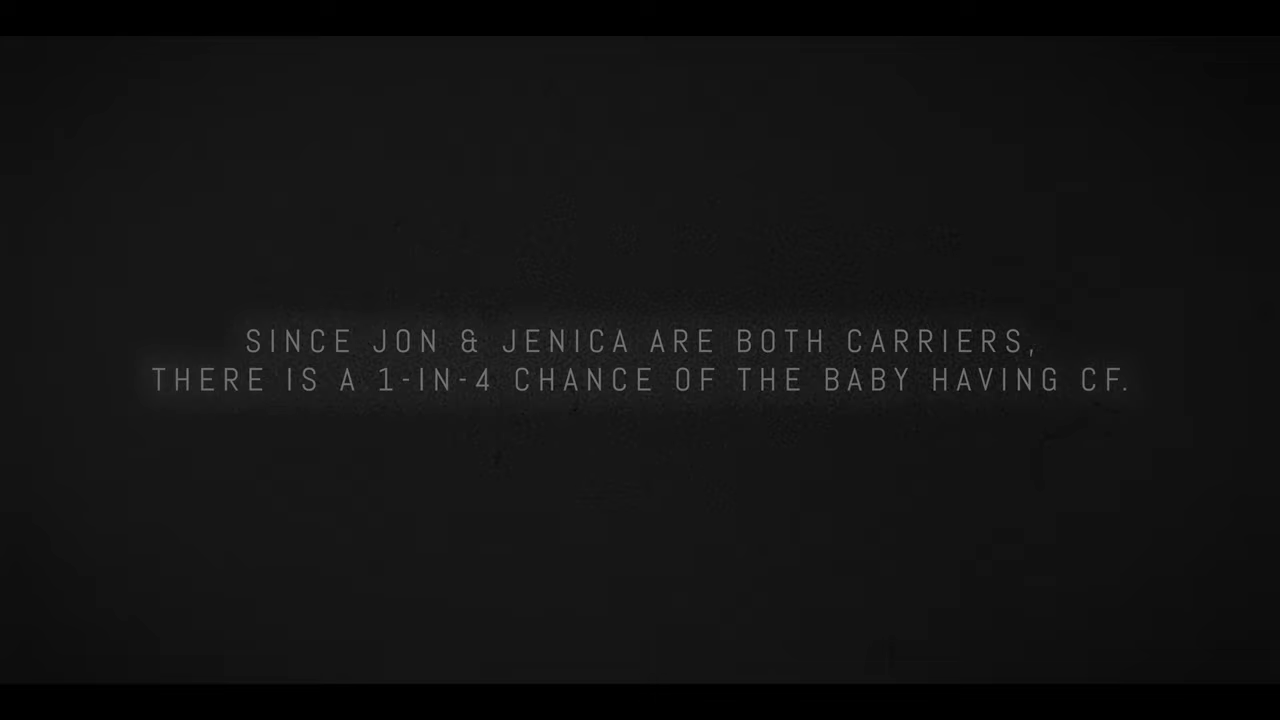 SINCE JON & JENICA ARE BOTH CARRIERS,
THERE IS A 1-IN-4 CHANCE OF THE BABY HAVING CF.